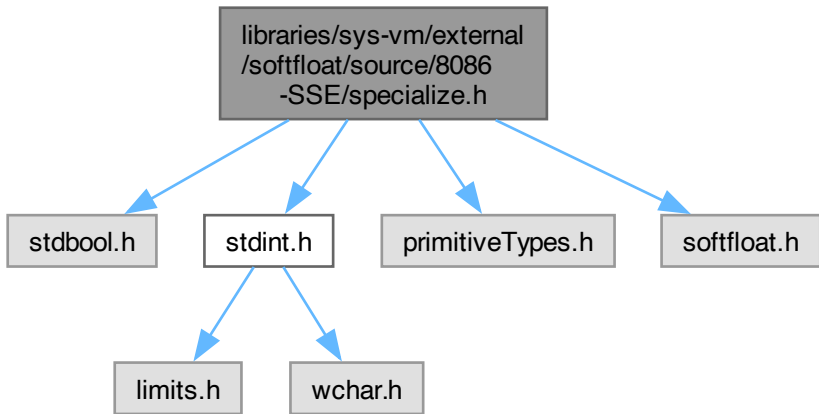 libraries/sys-vm/external
/softfloat/source/8086
-SSE/specialize.h
stdbool.h
stdint.h
primitiveTypes.h
softfloat.h
limits.h
wchar.h